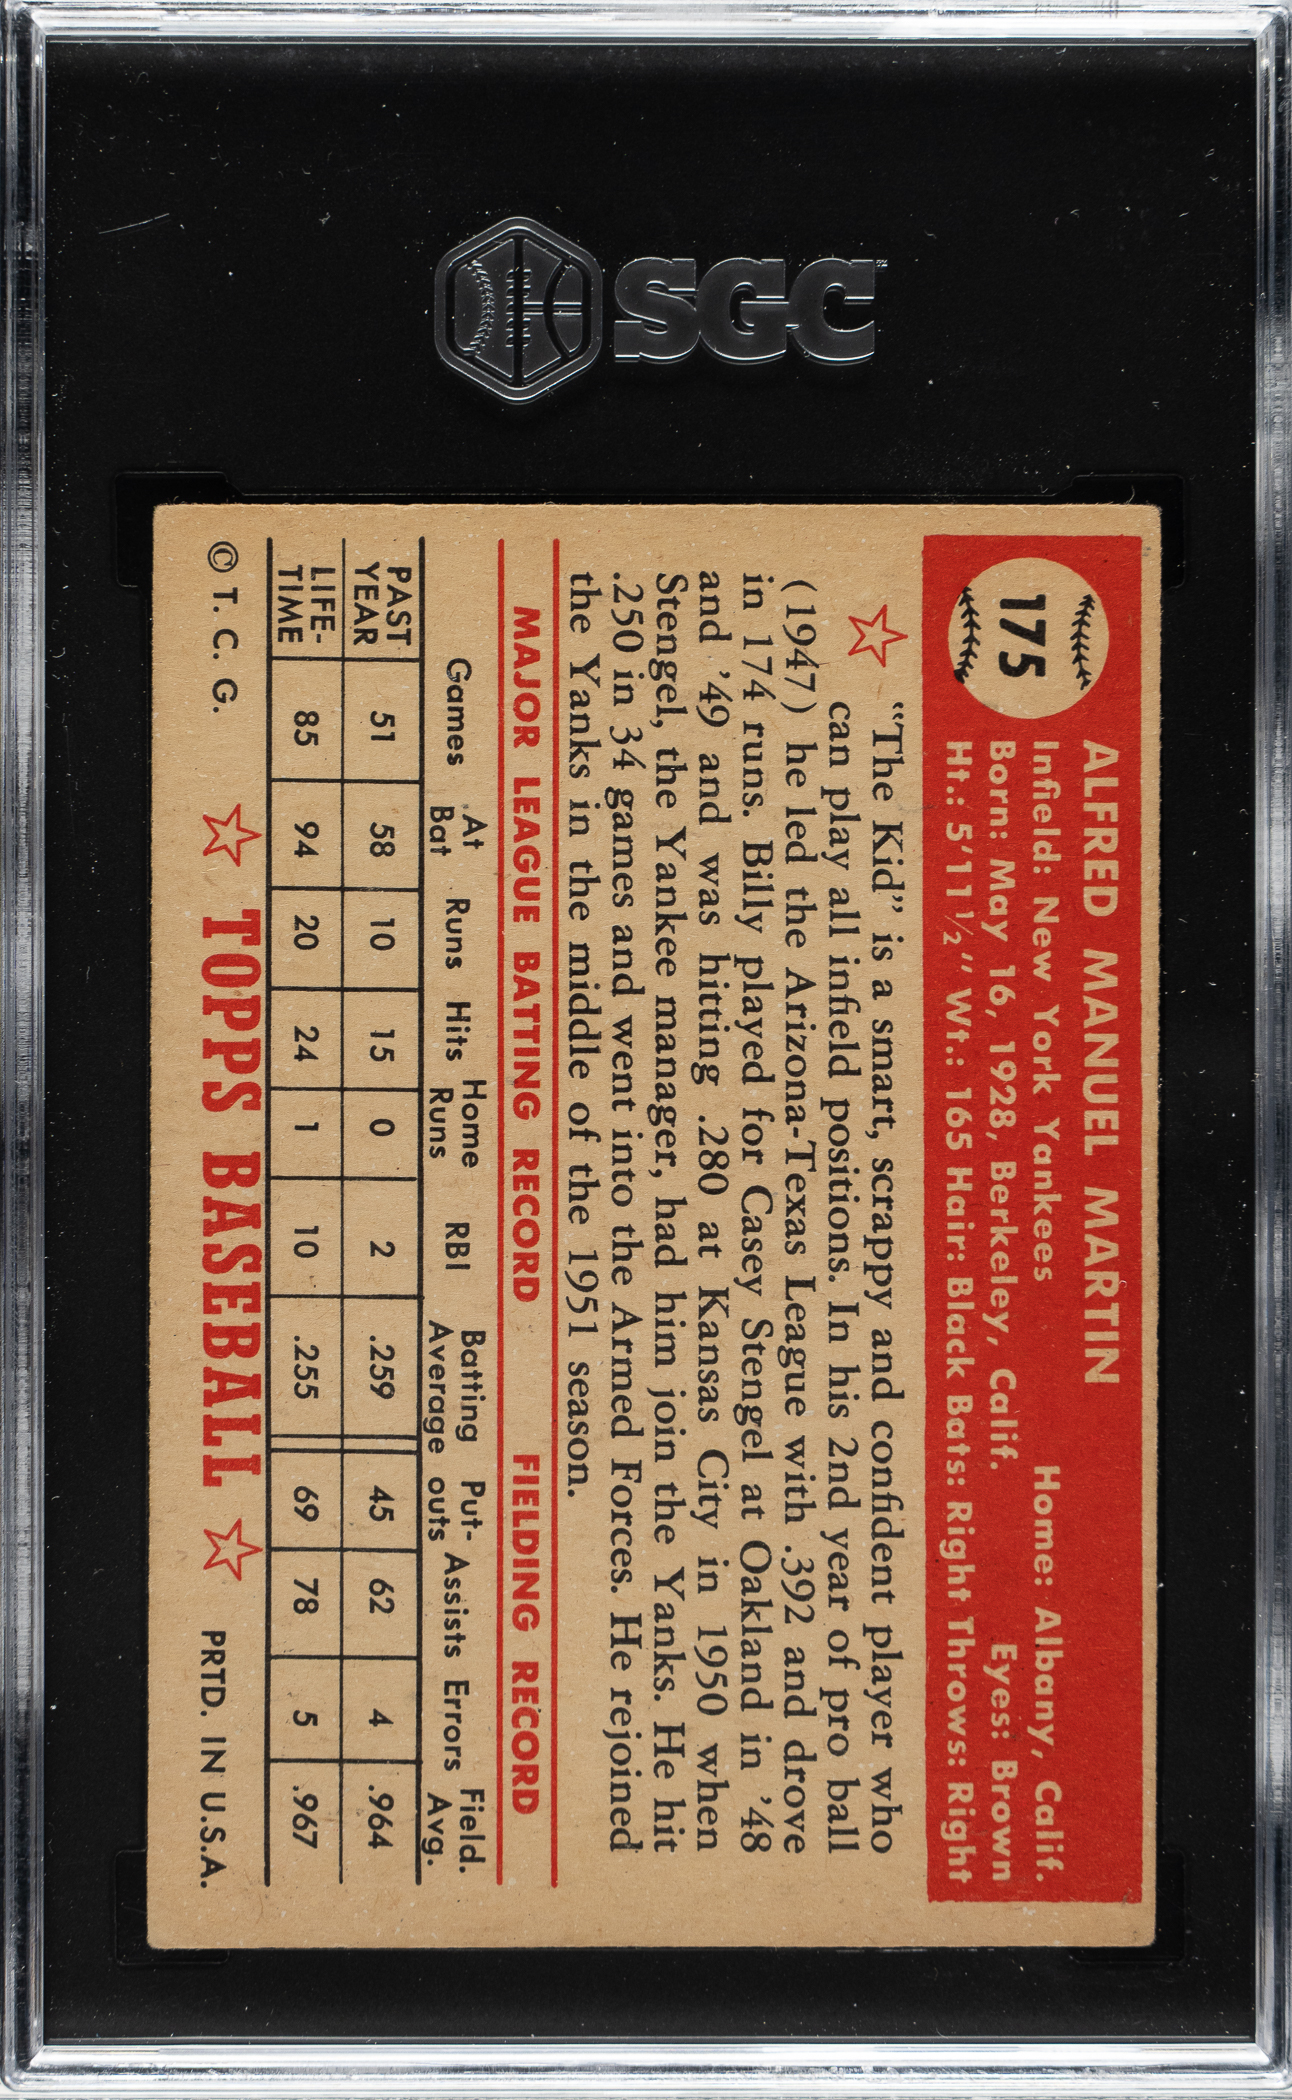 SGC
175
ALFRED MANUEL MARTIN
Infield: New York Yankees Home: Albany, Calif.
Born: May 16, 1928, Berkeley, Calif. Eyes: Brown
Ht.: 5'11½" Wt.: 165 Hair: Black Bats: Right Throws: Right
"The Kid" is a smart, scrappy and confident player who
can play all infield positions. In his 2nd year of pro ball
(1947) he led the Arizona-Texas League with .392 and drove
in 174 runs. Billy played for Casey Stengel at Oakland in '48
and '49 and was hitting .280 at Kansas City in 1950 when
Stengel, the Yankee manager, had him join the Yanks. He hit
.250 in 34 games and went into the Armed Forces. He rejoined
the Yanks in the middle of the 1951 season.
MAJOR LEAGUE BATTING RECORD FIELDING RECORD
Games At Bat Runs Hits Home Runs RBI Batting Average Put-outs Assists Errors Field. Avg.
PAST YEAR 51 58 10 15 0 2 .259 45 62 4 .964
LIFE-TIME 85 94 20 24 1 10 .255 69 78 5 .967
© T. C. G. ☆ TOPPS BASEBALL ☆ PRTD. IN U.S.A.